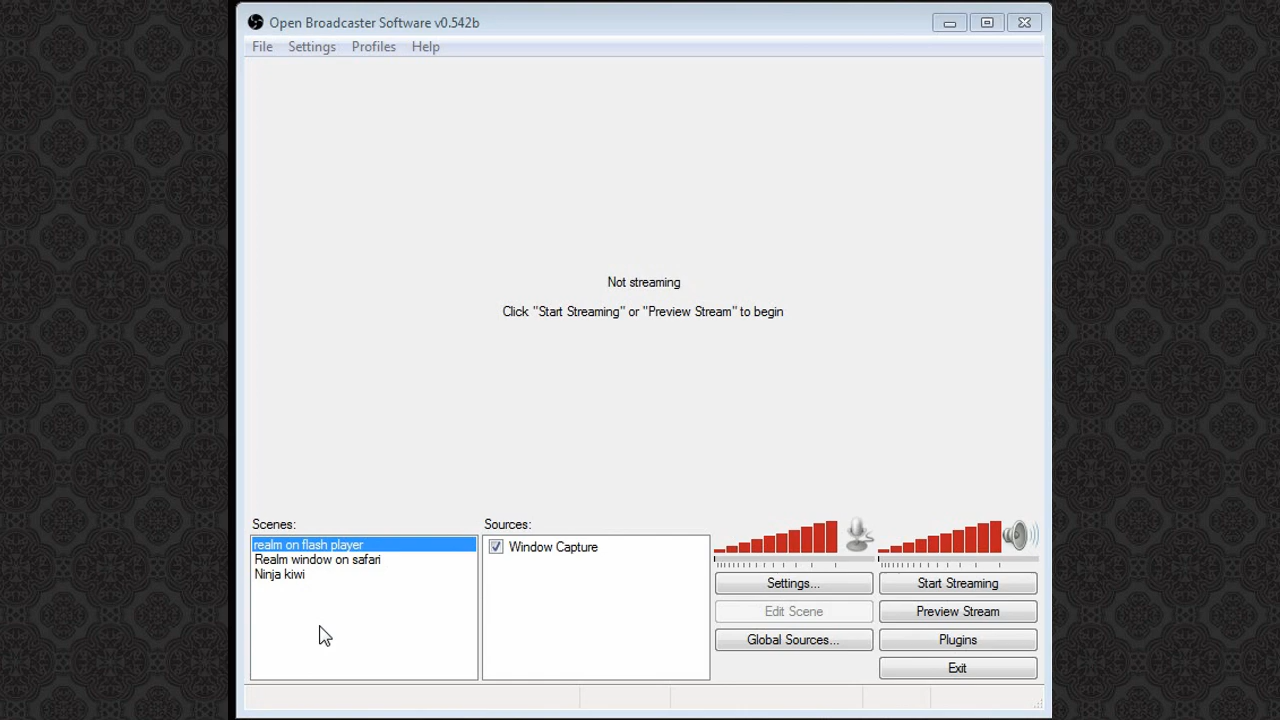 Open Broadcaster Software v0.542b
File Settings Profiles Help
Not streaming
Click "Start Streaming" or "Preview Stream" to begin
Scenes:
realm on flash player
Realm window on safari
Ninja kiwi
Sources:
Window Capture
Settings...
Start Streaming
Edit Scene
Preview Stream
Global Sources...
Plugins
Exit